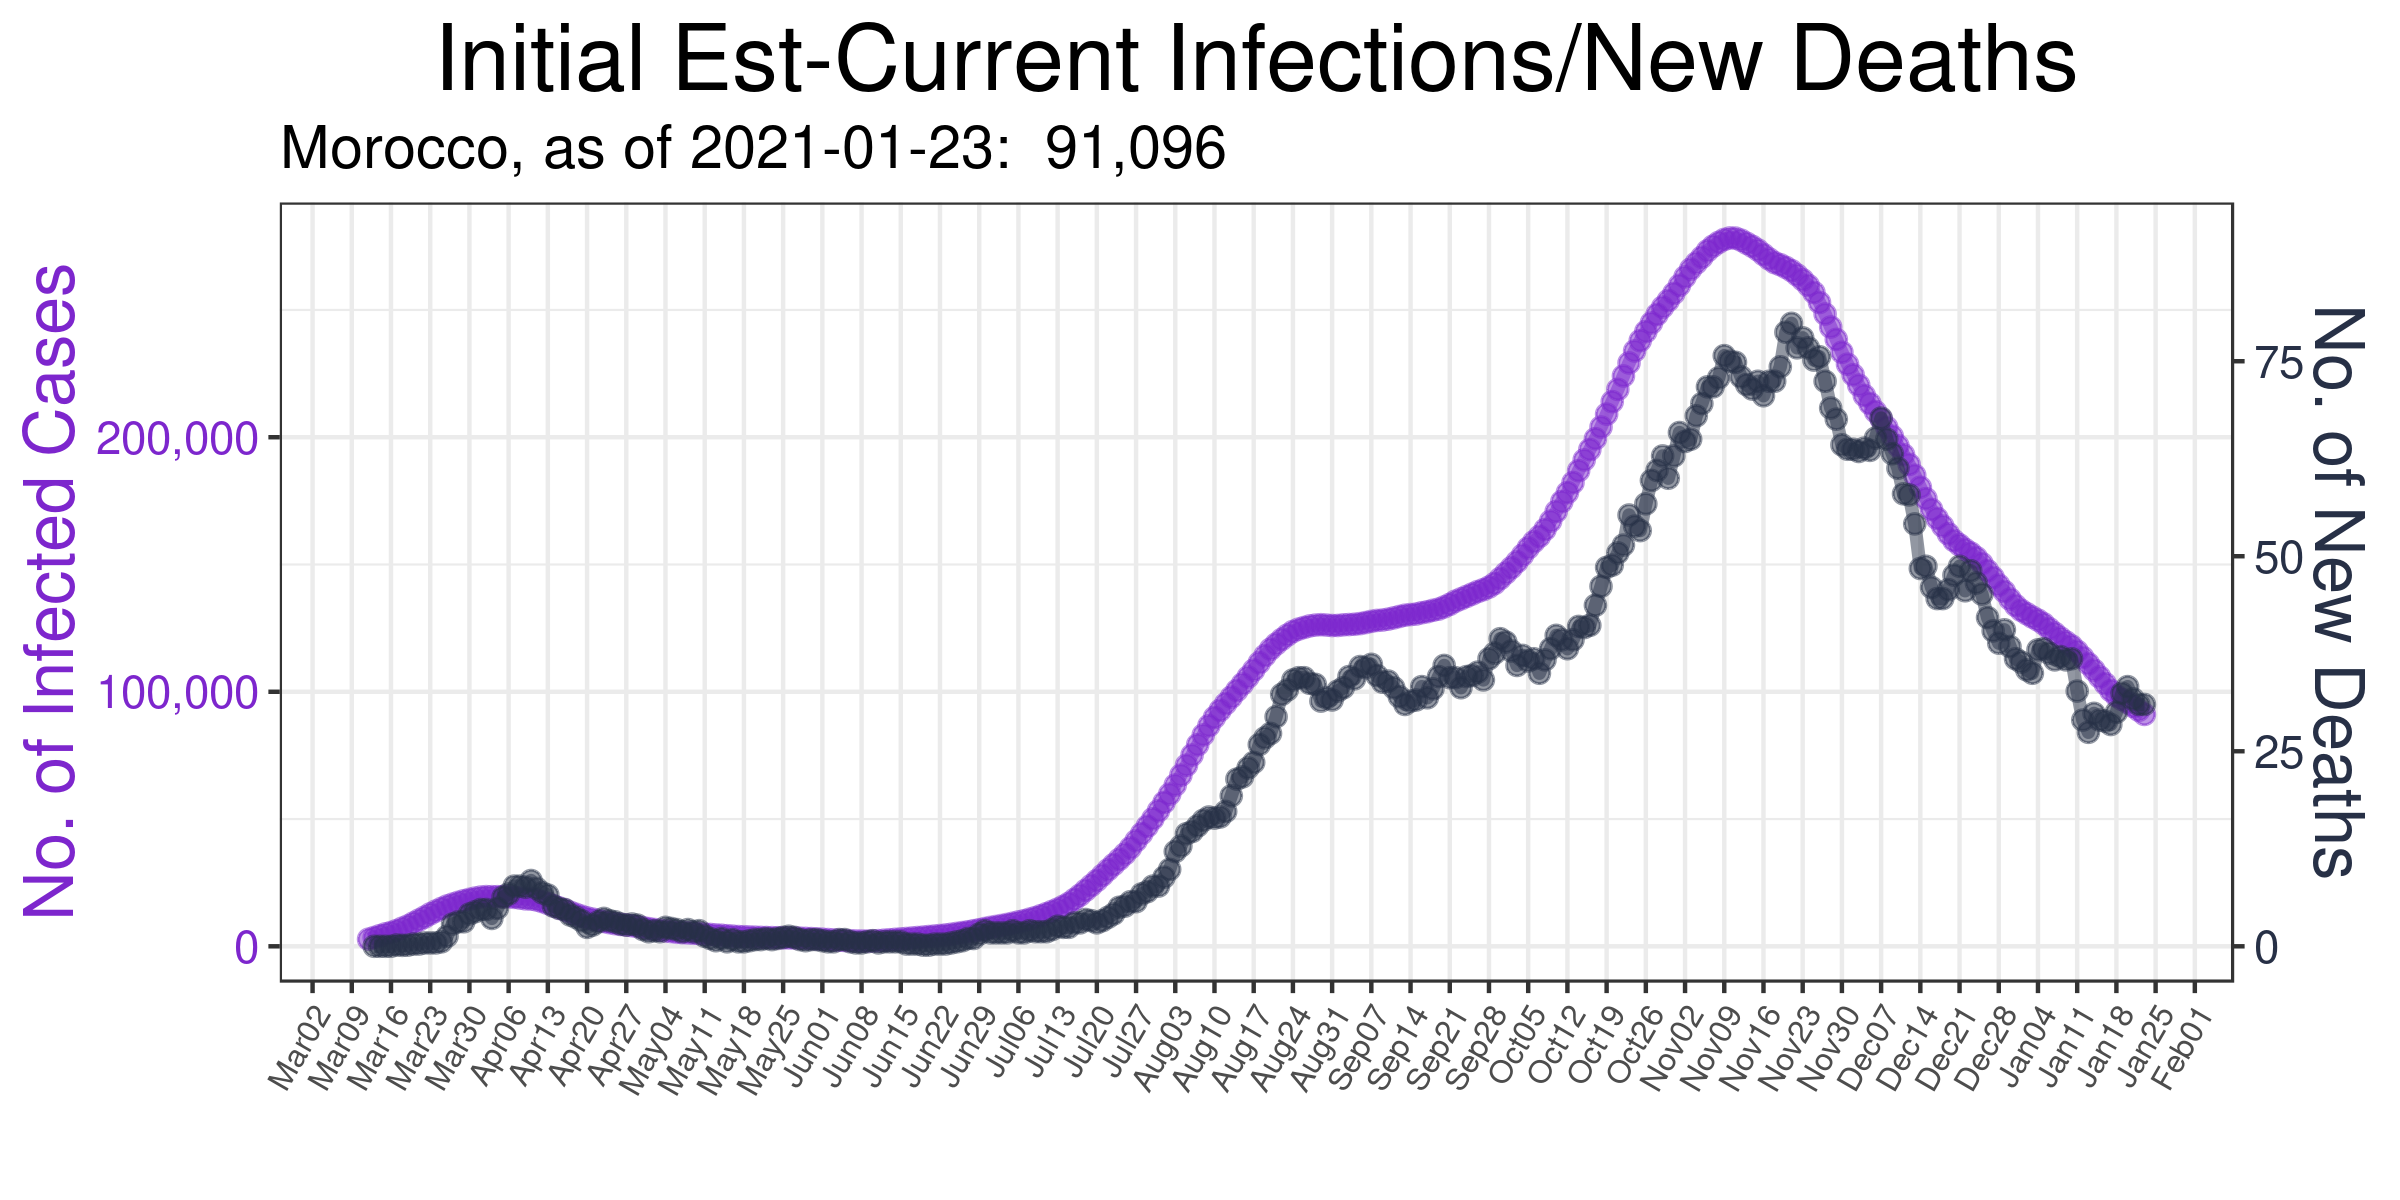 Initial Est-Current Infections/New Deaths
Morocco, as of 2021-01-23:  91,096
No. of Infected Cases
200,000
100,000
0
75
50
25
0
No. of New Deaths
Mar02
Mar09
Mar16
Mar23
Mar30
Apr06
Apr13
Apr20
Apr27
May04
May11
May18
May25
Jun01
Jun08
Jun15
Jun22
Jun29
Jul06
Jul13
Jul20
Jul27
Aug03
Aug10
Aug17
Aug24
Aug31
Sep07
Sep14
Sep21
Sep28
Oct05
Oct12
Oct19
Oct26
Nov02
Nov09
Nov16
Nov23
Nov30
Dec07
Dec14
Dec21
Dec28
Jan04
Jan11
Jan18
Jan25
Feb01